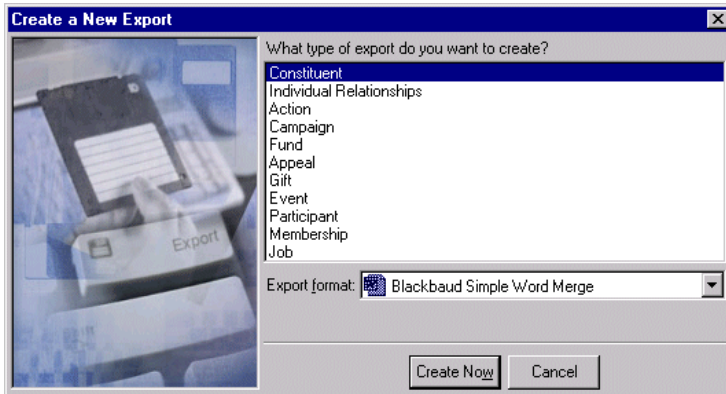 Create a New Export
What type of export do you want to create?
Constituent
Individual Relationships
Action
Campaign
Fund
Appeal
Gift
Event
Participant
Membership
Job
Export
Export format: Blackbaud Simple Word Merge
Create Now
Cancel